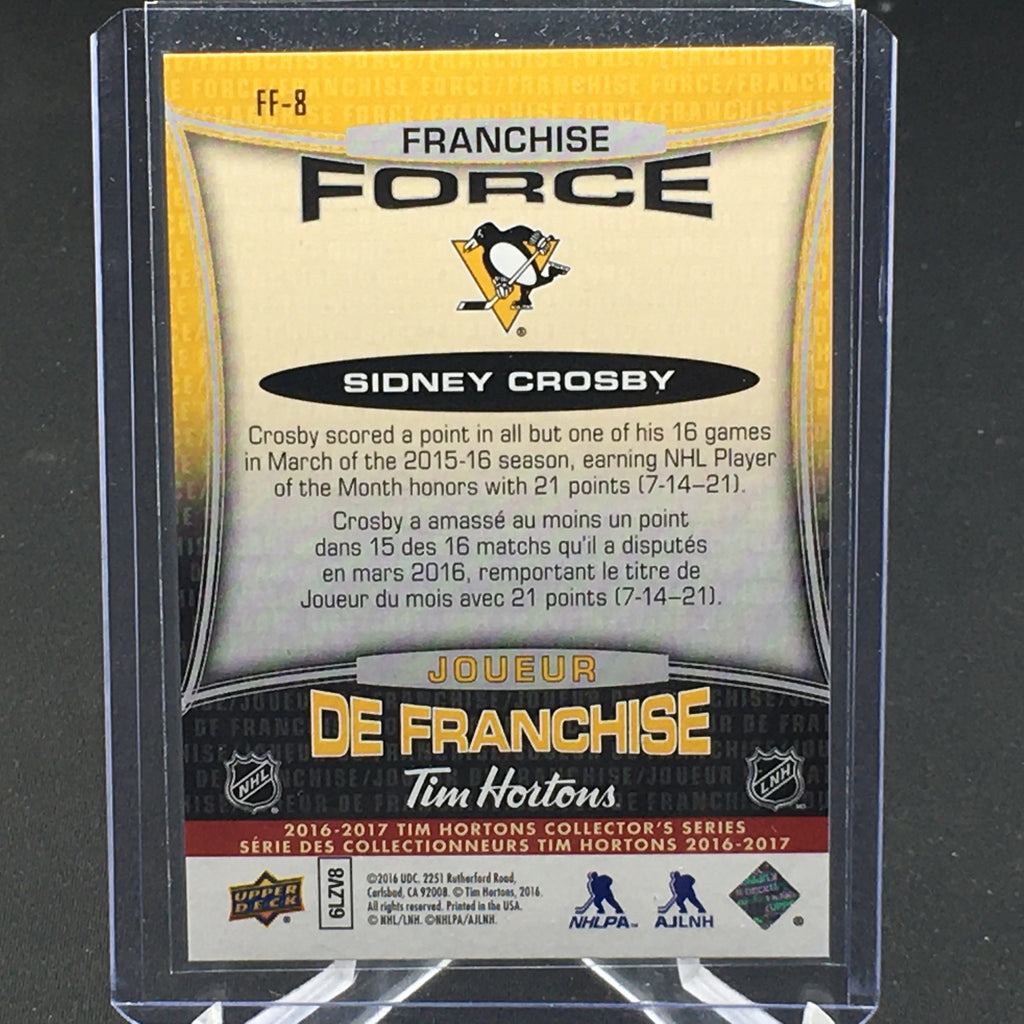 FF-8
FRANCHISE
FORCE
SIDNEY CROSBY
Crosby scored a point in all but one of his 16 games
in March of the 2015-16 season, earning NHL Player
of the Month honors with 21 points (7-14–21).
Crosby a amassé au moins un point
dans 15 des 16 matchs qu'il a disputés
en mars 2016, remportant le titre de
Joueur du mois avec 21 points (7-14–21).
JOUEUR
DE FRANCHISE
NHL
Tim Hortons
LNH
2016-2017 TIM HORTONS COLLECTOR'S SERIES
SÉRIE DES COLLECTIONNEURS TIM HORTONS 2016-2017
UPPER
DECK
6LZV8
©2016 UDC. 2251 Rutherford Road,
Carlsbad, CA 92008. © Tim Hortons, 2016.
All rights reserved. Printed in the USA.
© NHL/LNH. ©NHLPA/AJLNH.
NHLPA™
AJLNH